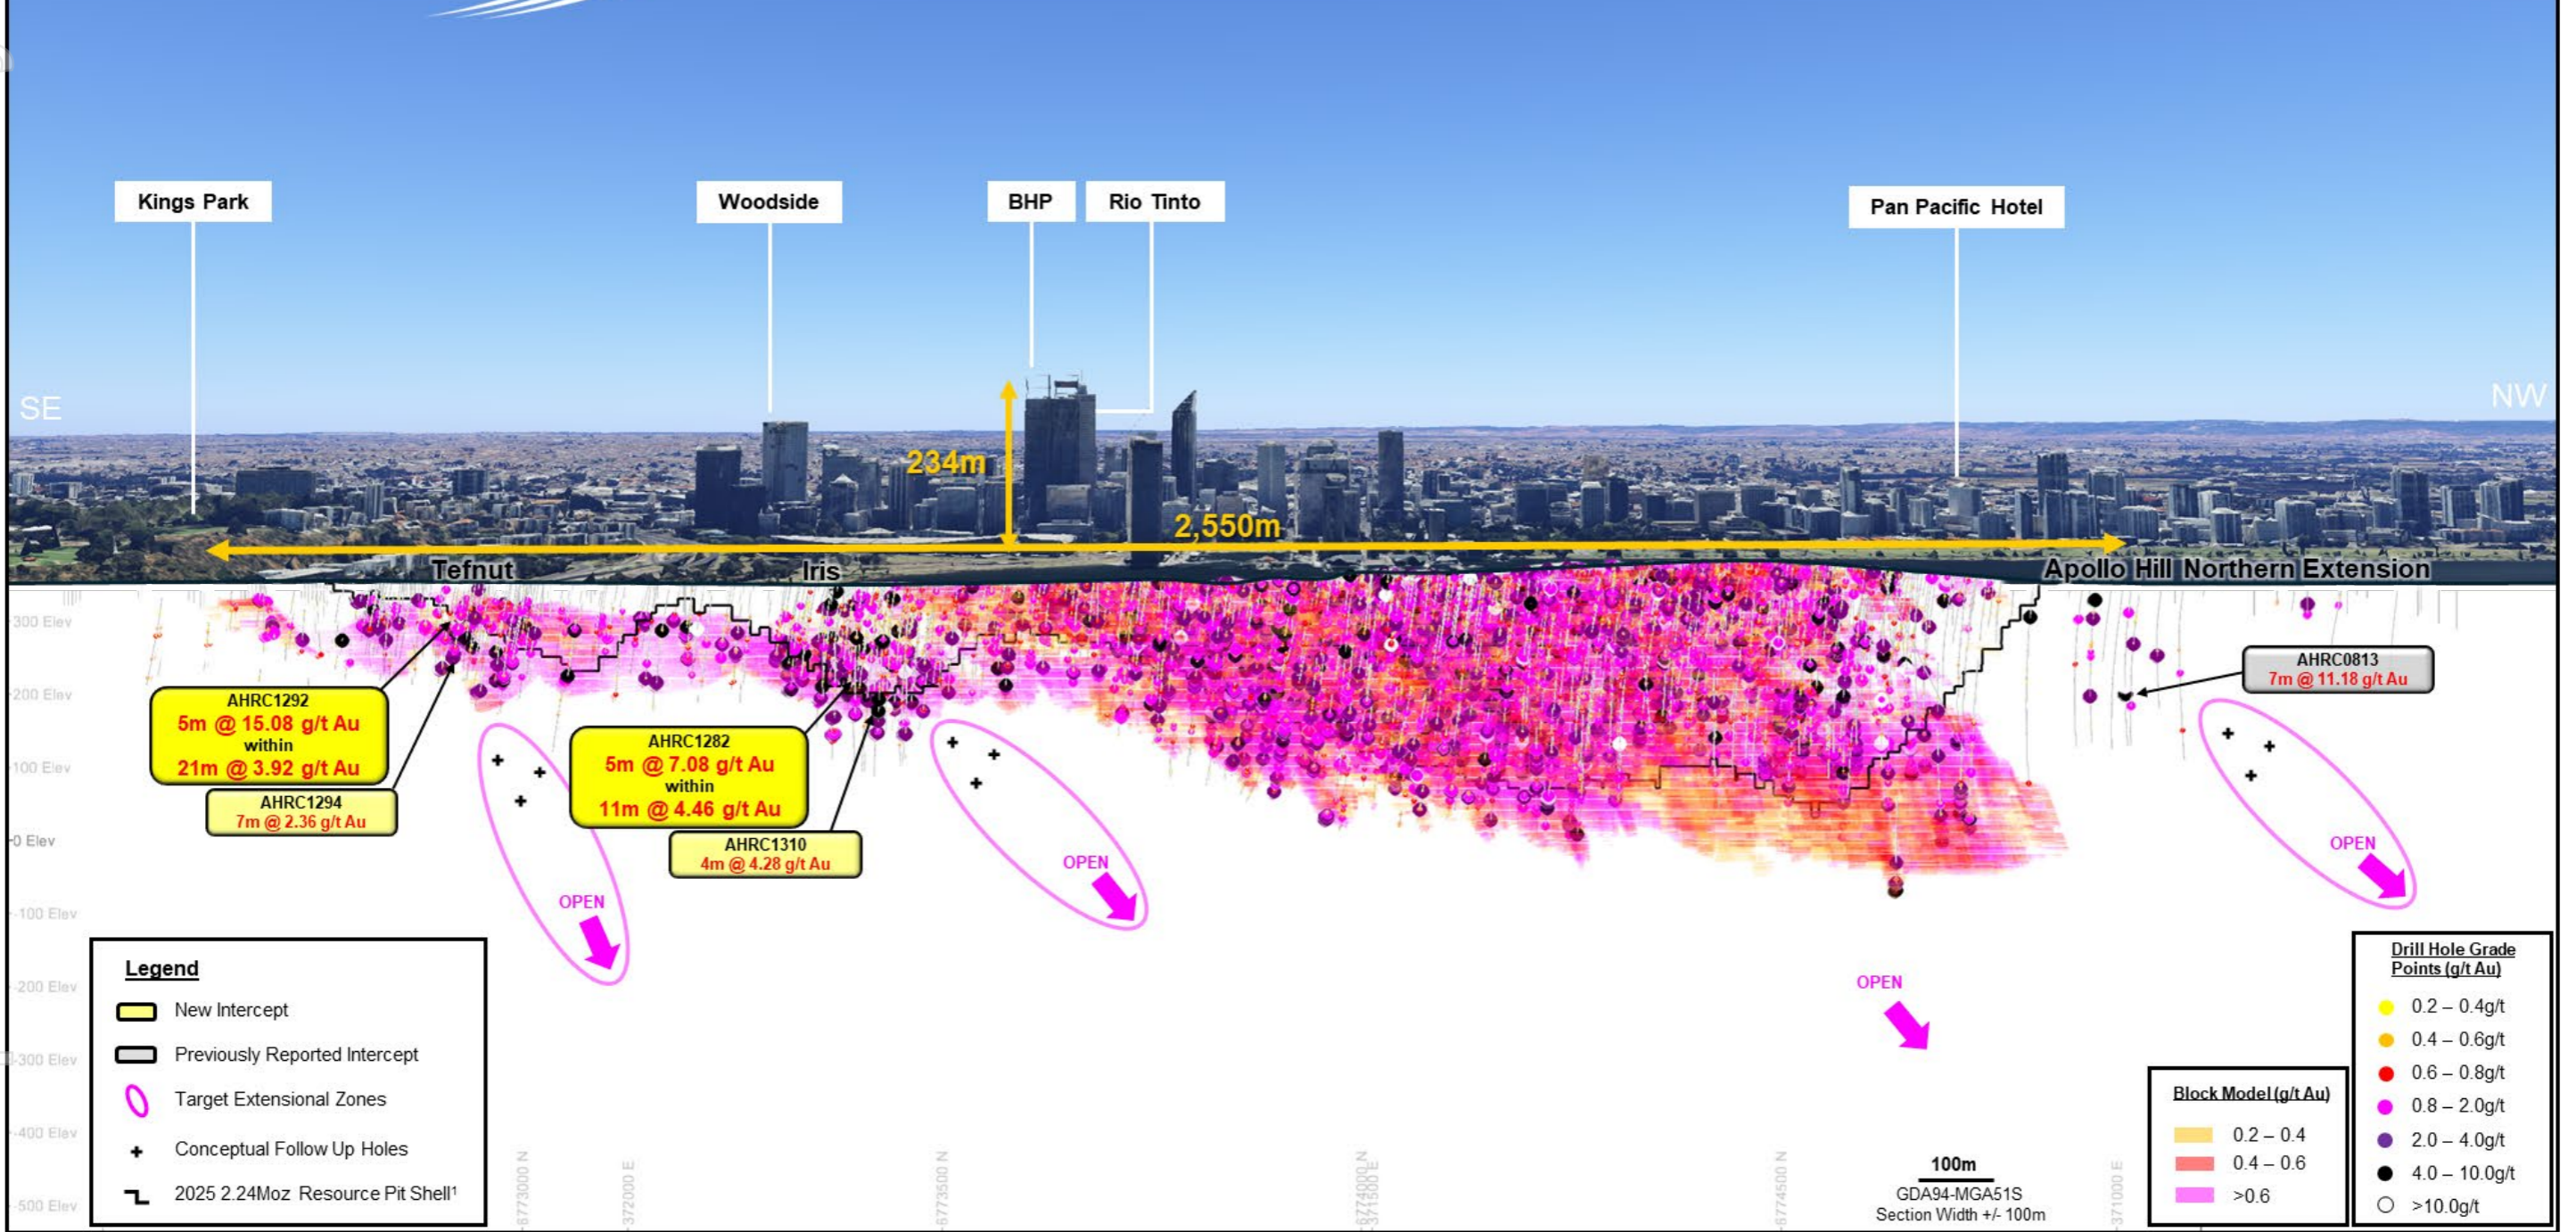 Kings Park
Woodside
BHP
Rio Tinto
Pan Pacific Hotel
SE
NW
234m
2,550m
Tefnut
Iris
Apollo Hill Northern Extension
300 Elev
200 Elev
100 Elev
0 Elev
-100 Elev
-200 Elev
-300 Elev
-400 Elev
-500 Elev
AHRC1292
5m @ 15.08 g/t Au
within
21m @ 3.92 g/t Au
AHRC1294
7m @ 2.36 g/t Au
AHRC1282
5m @ 7.08 g/t Au
within
11m @ 4.46 g/t Au
AHRC1310
4m @ 4.28 g/t Au
AHRC0813
7m @ 11.18 g/t Au
OPEN
OPEN
OPEN
OPEN
Legend
New Intercept
Previously Reported Intercept
Target Extensional Zones
Conceptual Follow Up Holes
2025 2.24Moz Resource Pit Shell¹
6773000 N
372000 E
6773500 N
6774000 N
371500 E
6774500 N
371000 E
100m
GDA94-MGA51S
Section Width +/- 100m
Block Model (g/t Au)
0.2 – 0.4
0.4 – 0.6
>0.6
Drill Hole Grade
Points (g/t Au)
0.2 – 0.4g/t
0.4 – 0.6g/t
0.6 – 0.8g/t
0.8 – 2.0g/t
2.0 – 4.0g/t
4.0 – 10.0g/t
>10.0g/t